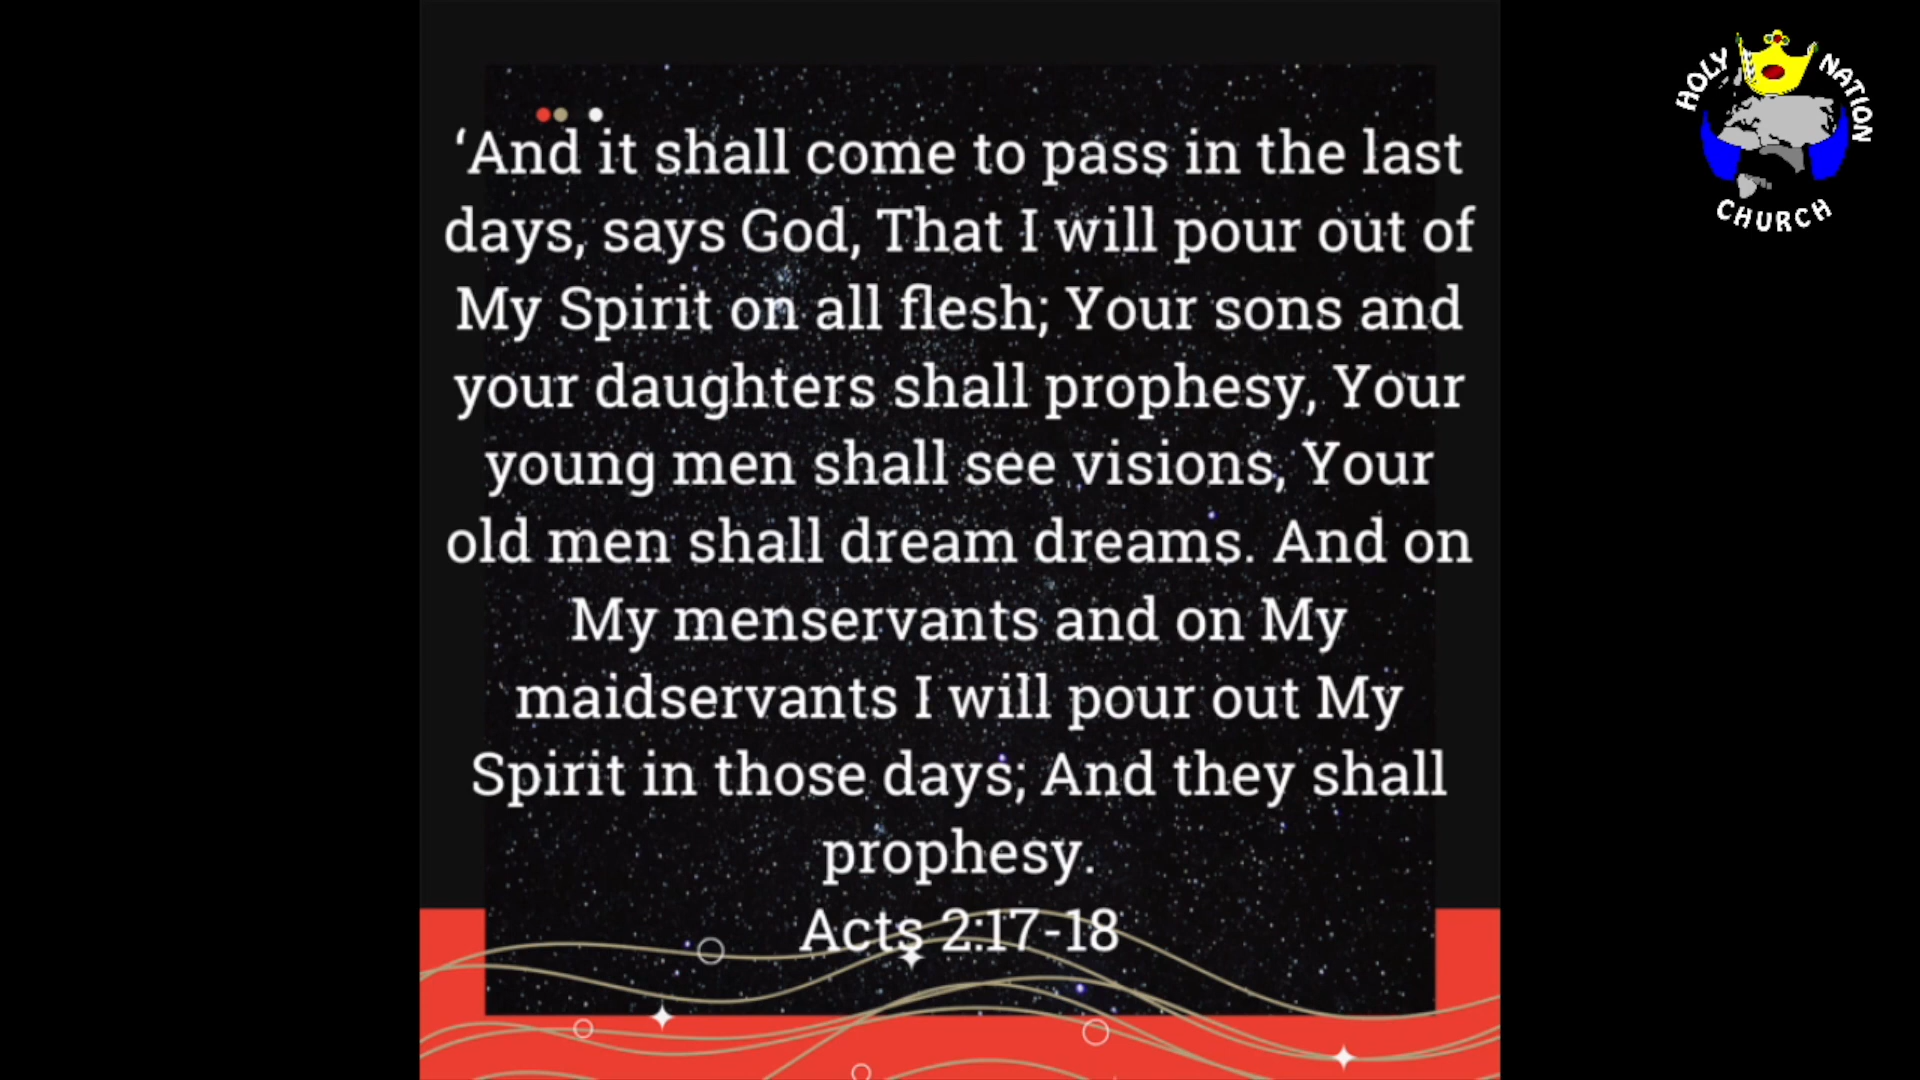 ‘And it shall come to pass in the last
days, says God, That I will pour out of
My Spirit on all flesh; Your sons and
your daughters shall prophesy, Your
young men shall see visions, Your
old men shall dream dreams. And on
My menservants and on My
maidservants I will pour out My
Spirit in those days; And they shall
prophesy.
Acts 2:17-18
HOLY NATION
CHURCH